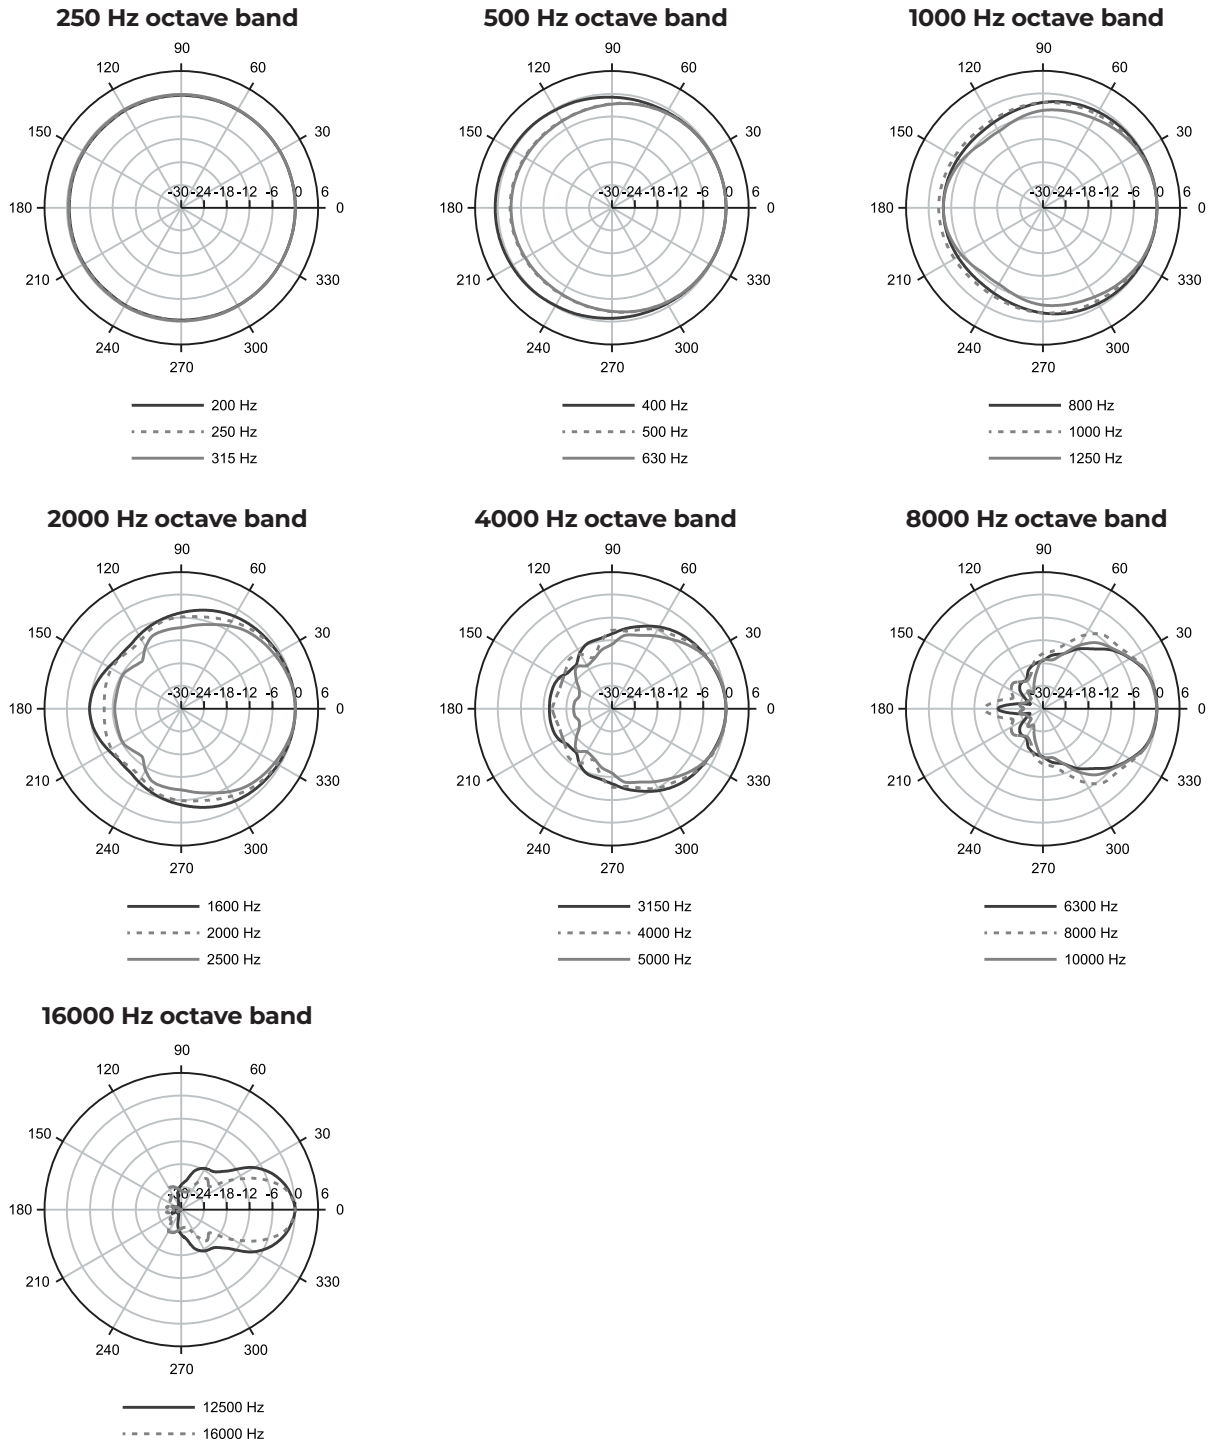 250 Hz octave band
90
120 60
150 30
-30 -24 -18 -12 -6 0 6
180 0
210 330
240 300
270
200 Hz
250 Hz
315 Hz
500 Hz octave band
90
120 60
150 30
-30 -24 -18 -12 -6 0 6
180 0
210 330
240 300
270
400 Hz
500 Hz
630 Hz
1000 Hz octave band
90
120 60
150 30
-30 -24 -18 -12 -6 0 6
180 0
210 330
240 300
270
800 Hz
1000 Hz
1250 Hz
2000 Hz octave band
90
120 60
150 30
-30 -24 -18 -12 -6 0 6
180 0
210 330
240 300
270
1600 Hz
2000 Hz
2500 Hz
4000 Hz octave band
90
120 60
150 30
-30 -24 -18 -12 -6 0 6
180 0
210 330
240 300
270
3150 Hz
4000 Hz
5000 Hz
8000 Hz octave band
90
120 60
150 30
-30 -24 -18 -12 -6 0 6
180 0
210 330
240 300
270
6300 Hz
8000 Hz
10000 Hz
16000 Hz octave band
90
120 60
150 30
-30 -24 -18 -12 -6 0 6
180 0
210 330
240 300
270
12500 Hz
16000 Hz